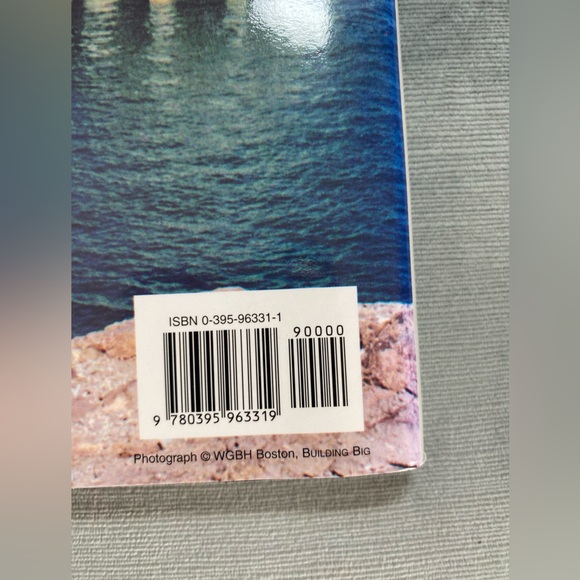 ISBN 0-395-96331-1
90000
9 780395 963319
Photograph © WGBH Boston, BUILDING BIG